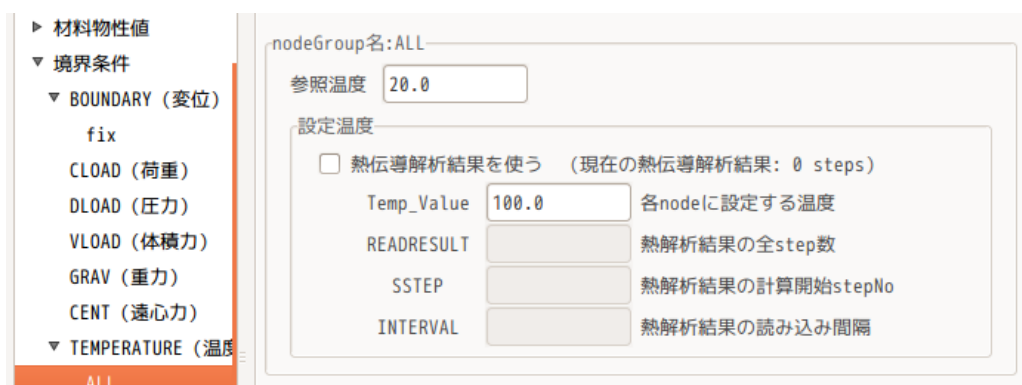 材料物性値
境界条件
BOUNDARY (変位)
fix
CLOAD (荷重)
DLOAD (圧力)
VLOAD (体積力)
GRAV (重力)
CENT (遠心力)
TEMPERATURE (温度
ALL
nodeGroup名:ALL
参照温度 20.0
設定温度
熱伝導解析結果を使う (現在の熱伝導解析結果: 0 steps)
Temp_Value 100.0 各nodeに設定する温度
READRESULT 熱解析結果の全step数
SSTEP 熱解析結果の計算開始stepNo
INTERVAL 熱解析結果の読み込み間隔